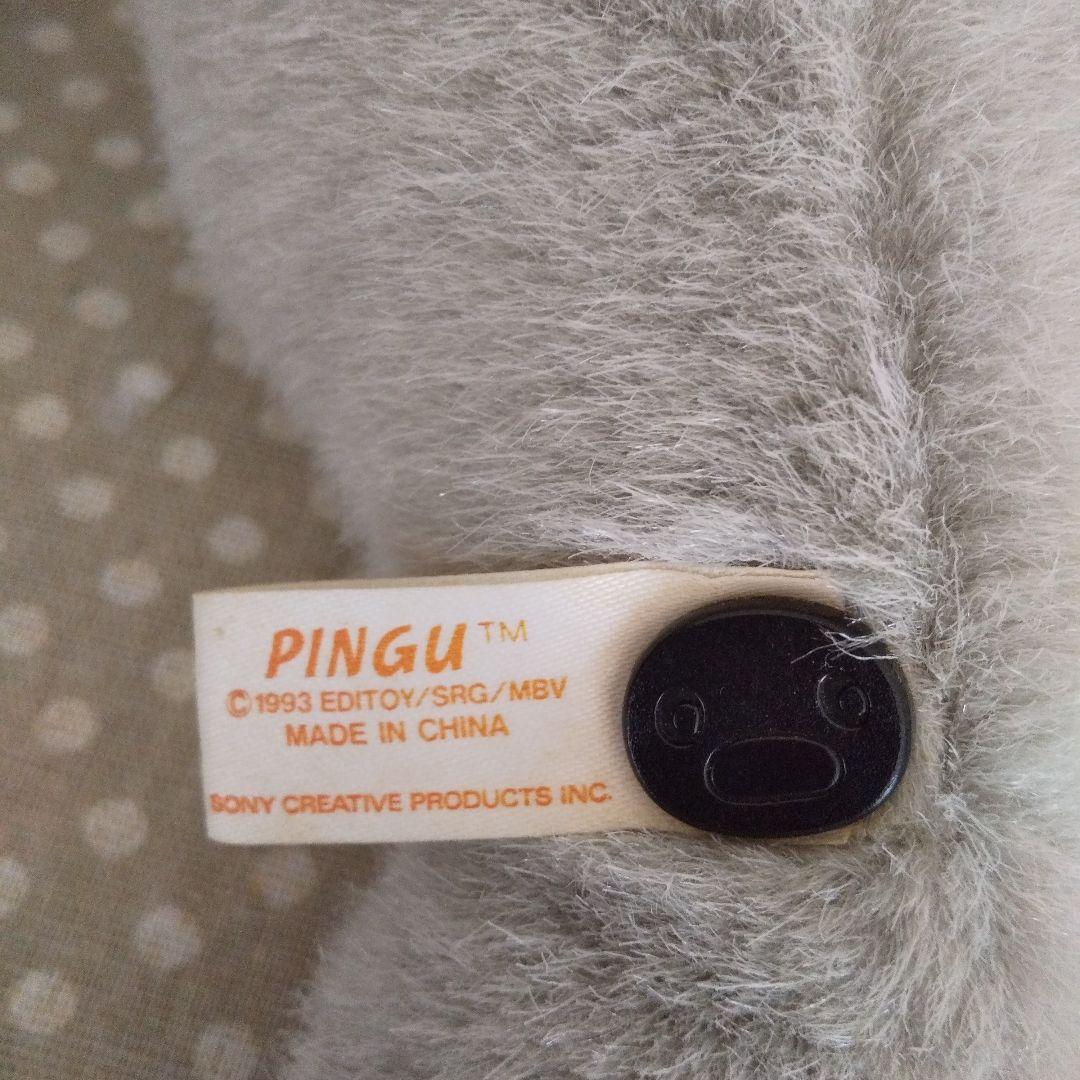 PINGU™
©1993 EDITOY/SRG/MBV
MADE IN CHINA
SONY CREATIVE PRODUCTS INC.